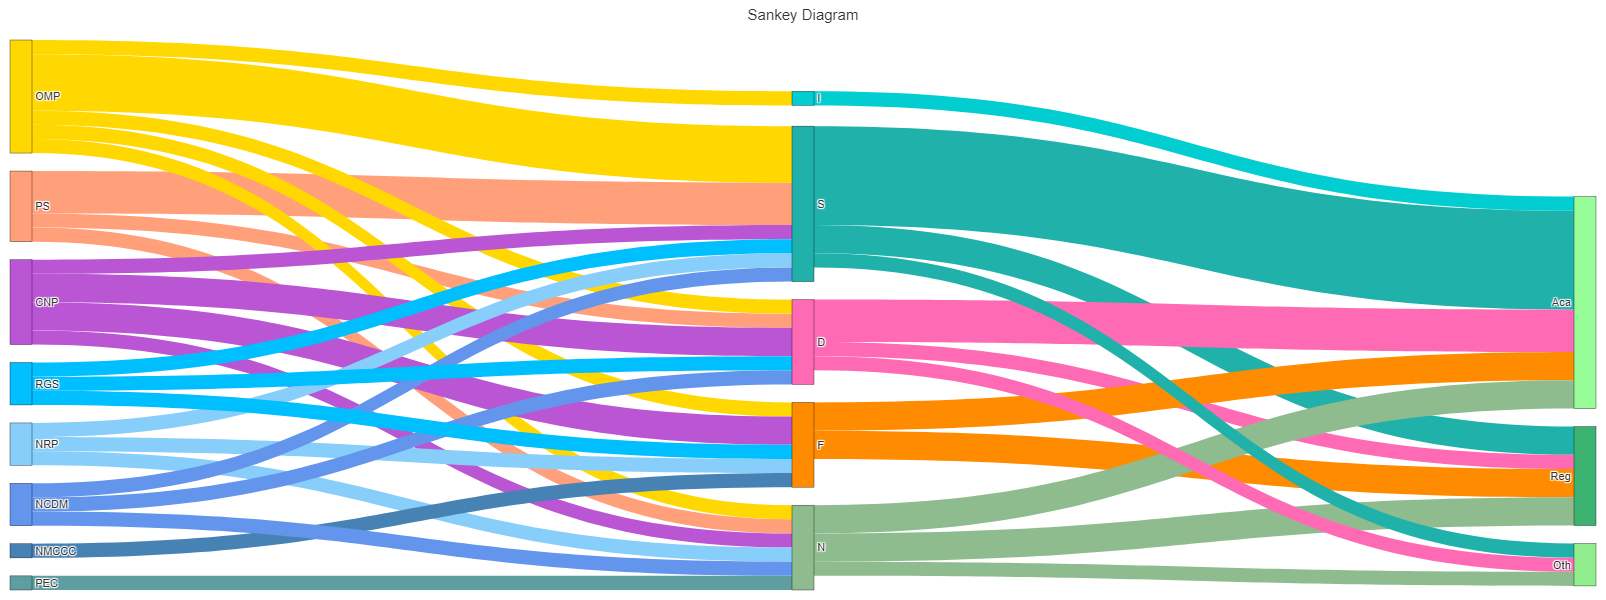 Sankey Diagram
OMP
PS
CNP
RGS
NRP
NCDM
NMCCC
PEC
I
S
D
F
N
Aca
Reg
Oth